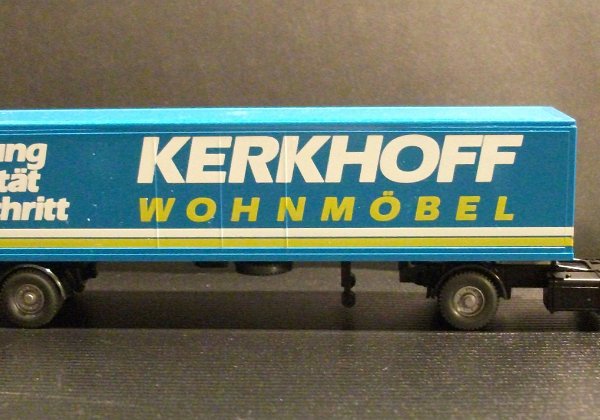 ung
tät
chritt
KERKHOFF
WOHNMÖBEL